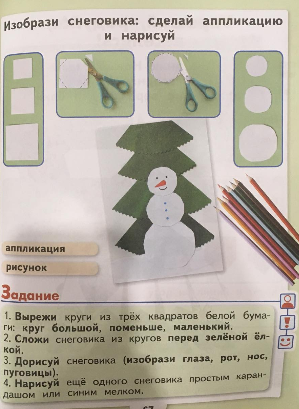 Изобрази снеговика: сделай аппликацию
и нарисуй
аппликация
рисунок
Задание
1. Вырежи круги из трёх квадратов белой бума-
ги: круг большой, поменьше, маленький.
2. Сложи снеговика из кругов перед зелёной ёл-
кой.
3. Дорисуй снеговика (изобрази глаза, рот, нос,
пуговицы).
4. Нарисуй ещё одного снеговика простым каран-
дашом или синим мелком.